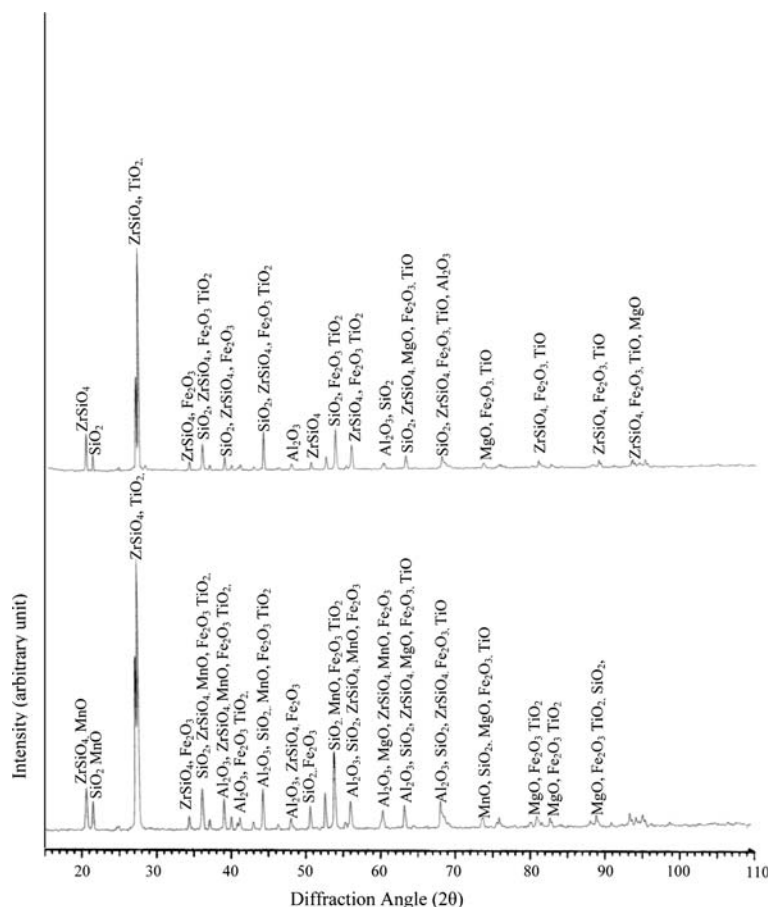 ZrSiO₄
SiO₂
ZrSiO₄, TiO₂,
ZrSiO₄, Fe₂O₃
SiO₂, ZrSiO₄,, Fe₂O₃ TiO₂
SiO₂, ZrSiO₄,, Fe₂O₃
SiO₂, ZrSiO₄,, Fe₂O₃ TiO₂
Al₂O₃
ZrSiO₄
SiO₂, Fe₂O₃ TiO₂
ZrSiO₄, Fe₂O₃ TiO₂
Al₂O₃, SiO₂
SiO₂, ZrSiO₄, MgO, Fe₂O₃, TiO
SiO₂, ZrSiO₄, Fe₂O₃, TiO, Al₂O₃
MgO, Fe₂O₃, TiO
ZrSiO₄, Fe₂O₃, TiO
ZrSiO₄, Fe₂O₃, TiO
ZrSiO₄, Fe₂O₃, TiO, MgO
ZrSiO₄, MnO
SiO₂ MnO
ZrSiO₄, TiO₂,
ZrSiO₄, Fe₂O₃
SiO₂, ZrSiO₄, MnO, Fe₂O₃ TiO₂,
Al₂O₃, ZrSiO₄, MnO, Fe₂O₃ TiO₂,
Al₂O₃, Fe₂O₃ TiO₂,
Al₂O₃, SiO₂, MnO, Fe₂O₃ TiO₂
Al₂O₃, ZrSiO₄, Fe₂O₃
SiO₂, Fe₂O₃
SiO₂, MnO, Fe₂O₃ TiO₂
Al₂O₃, SiO₂, ZrSiO₄, MnO, Fe₂O₃
Al₂O₃, MgO, ZrSiO₄, MnO, Fe₂O₃
Al₂O₃, SiO₂, ZrSiO₄, MgO, Fe₂O₃, TiO
Al₂O₃, SiO₂, ZrSiO₄, Fe₂O₃, TiO
MnO, SiO₂, MgO, Fe₂O₃, TiO
MgO, Fe₂O₃ TiO₂
MgO, Fe₂O₃ TiO₂
MgO, Fe₂O₃ TiO₂, SiO₂,
Intensity (arbitrary unit)
20 30 40 50 60 70 80 90 100 110
Diffraction Angle (2θ)